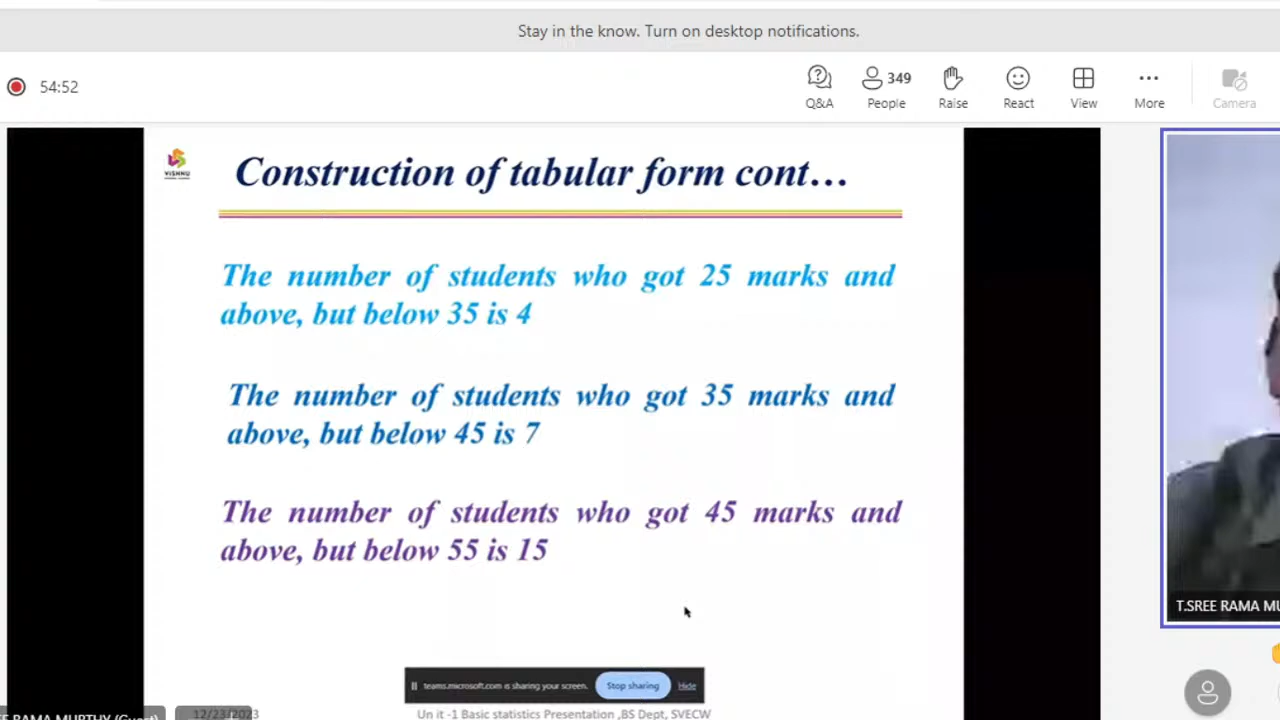 Stay in the know. Turn on desktop notifications.
54:52
Q&A
349
People
Raise
React
View
More
Camera
VISHNU
Construction of tabular form cont...
The number of students who got 25 marks and
above, but below 35 is 4
The number of students who got 35 marks and
above, but below 45 is 7
The number of students who got 45 marks and
above, but below 55 is 15
T.SREE RAMA MU
teams.microsoft.com is sharing your screen.
Stop sharing
Hide
RAMA MURTHY (Guest)
12/23/2023
Un it -1 Basic statistics Presentation ,BS Dept, SVECW